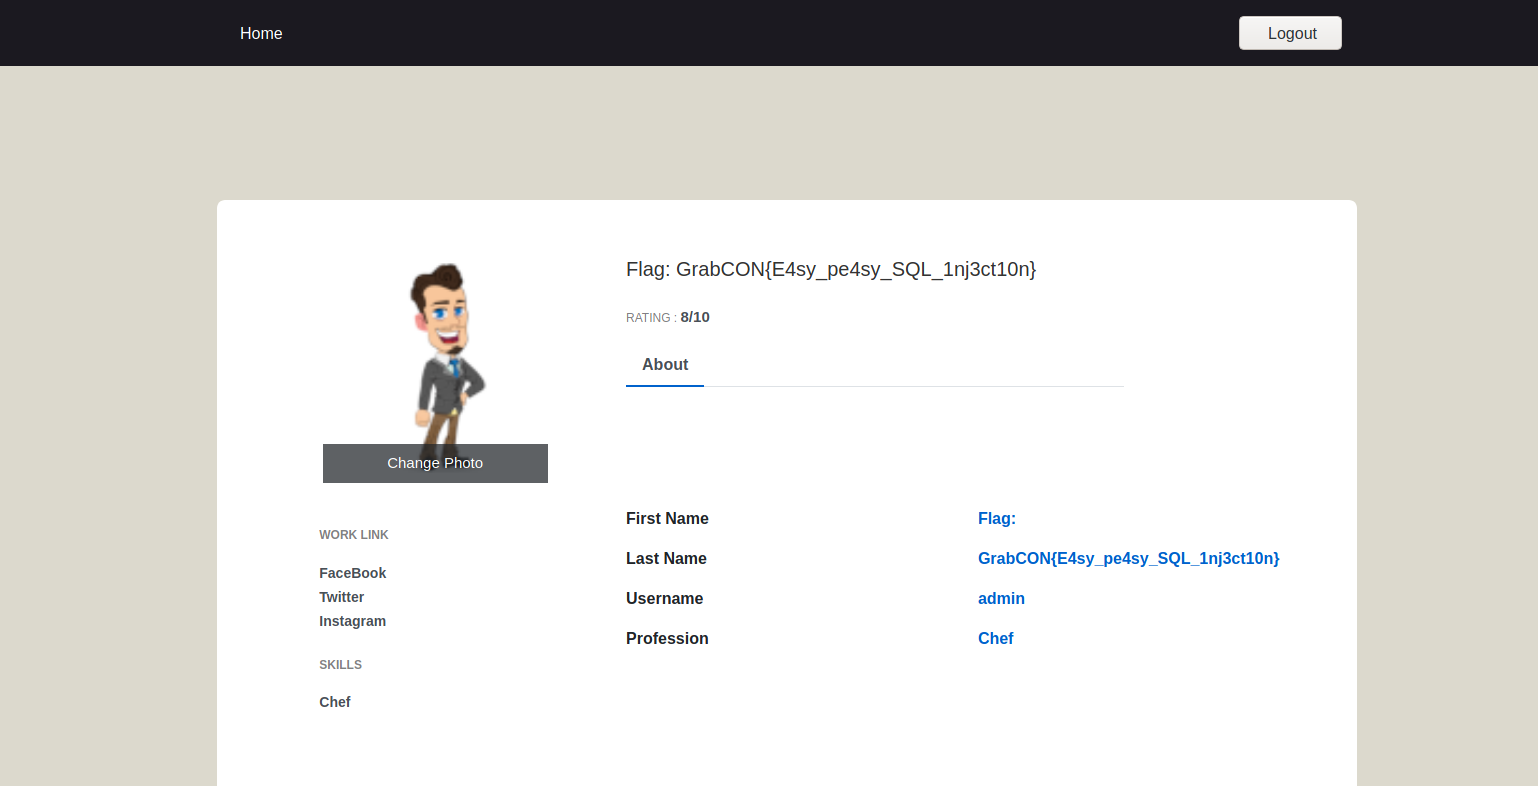 Home
Logout
Flag: GrabCON{E4sy_pe4sy_SQL_1nj3ct10n}
RATING : 8/10
About
Change Photo
WORK LINK
FaceBook
Twitter
Instagram
SKILLS
Chef
First Name Flag:
Last Name GrabCON{E4sy_pe4sy_SQL_1nj3ct10n}
Username admin
Profession Chef